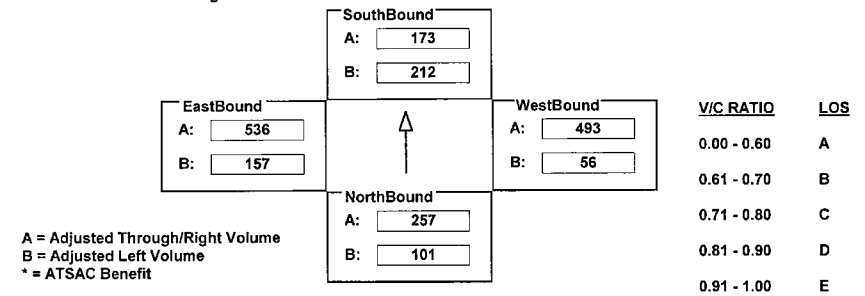 SouthBound
A: 173
B: 212
EastBound
A: 536
B: 157
WestBound
A: 493
B: 56
NorthBound
A: 257
B: 101
A = Adjusted Through/Right Volume
B = Adjusted Left Volume
* = ATSAC Benefit
V/C RATIO LOS
0.00 - 0.60 A
0.61 - 0.70 B
0.71 - 0.80 C
0.81 - 0.90 D
0.91 - 1.00 E